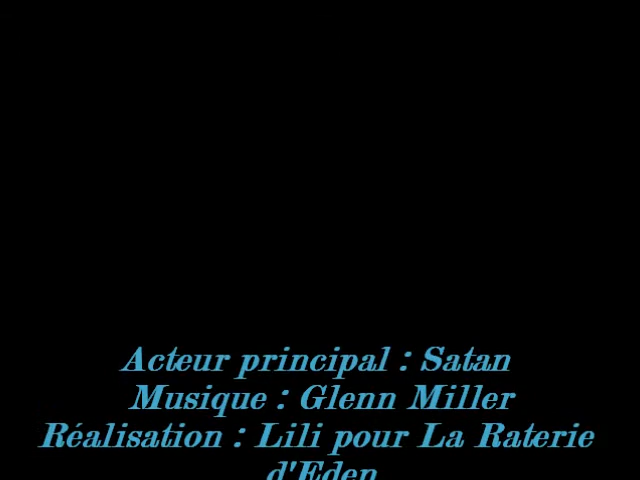 Acteur principal : Satan
Musique : Glenn Miller
Réalisation : Lili pour La Raterie
d'Eden